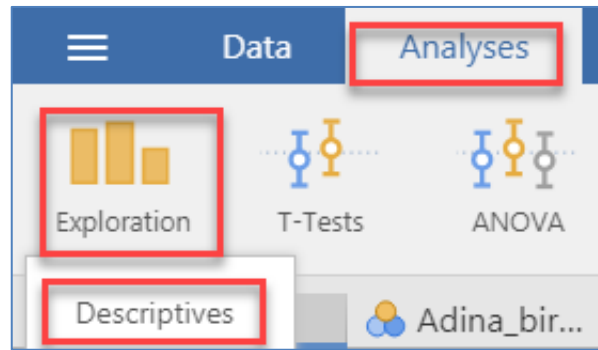 Data Analyses
Exploration T-Tests ANOVA
Descriptives Adina_bir...